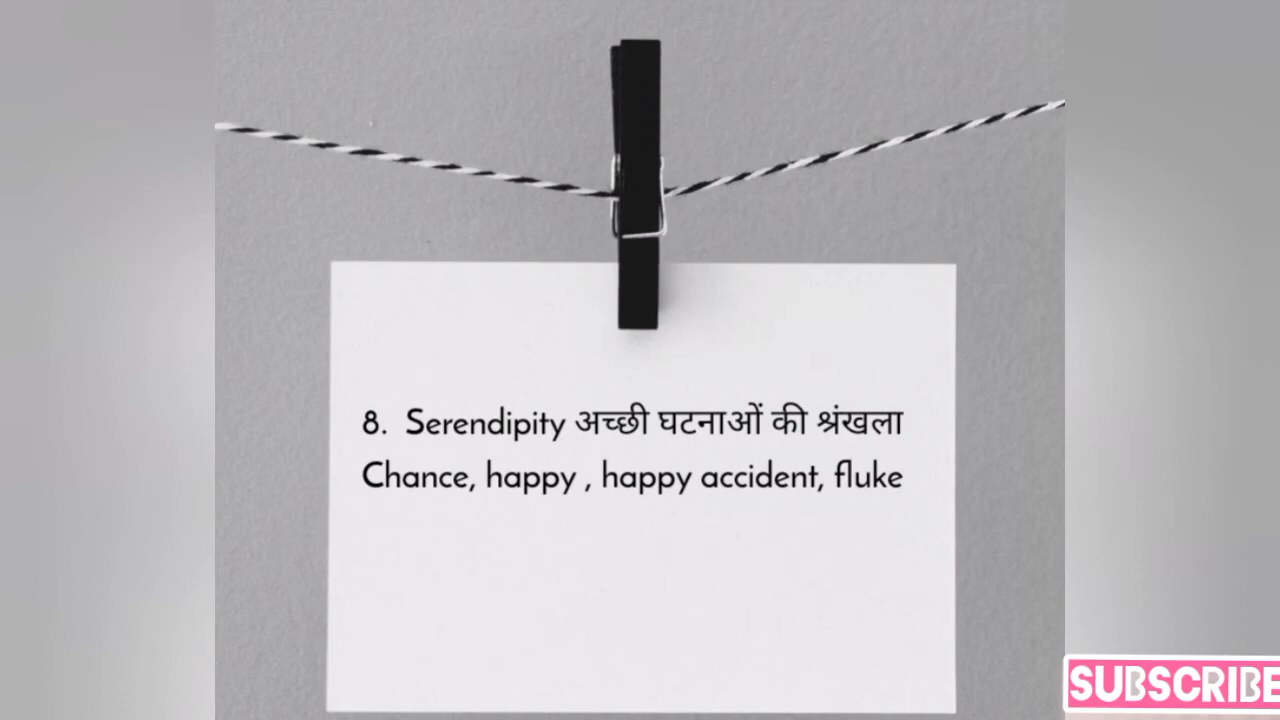 8. Serendipity अच्छी घटनाओं की श्रंखला
Chance, happy , happy accident, fluke
SUBSCRIBE